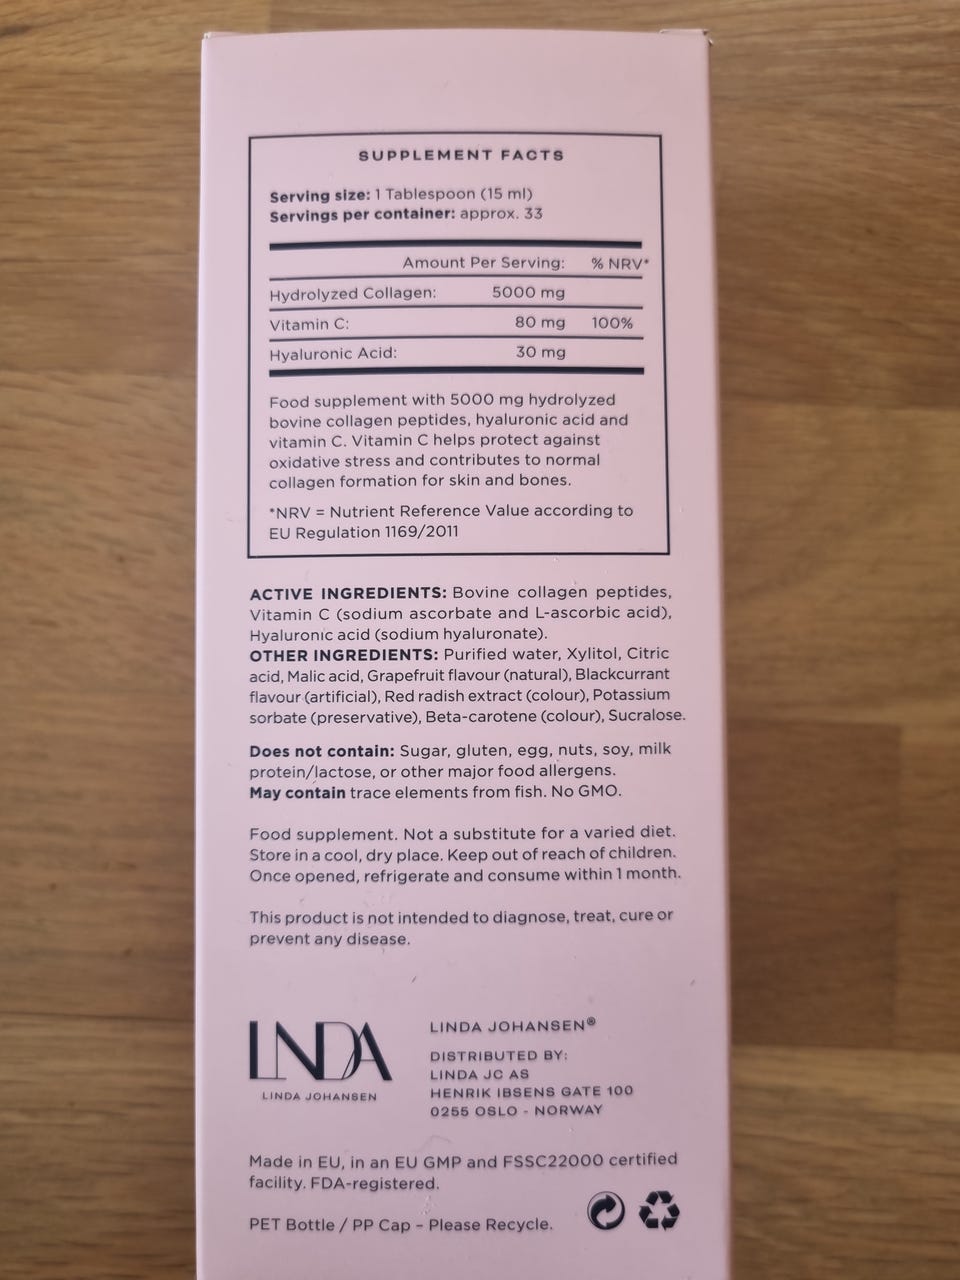 SUPPLEMENT FACTS
Serving size: 1 Tablespoon (15 ml)
Servings per container: approx. 33
Amount Per Serving: % NRV*
Hydrolyzed Collagen: 5000 mg
Vitamin C: 80 mg 100%
Hyaluronic Acid: 30 mg
Food supplement with 5000 mg hydrolyzed
bovine collagen peptides, hyaluronic acid and
vitamin C. Vitamin C helps protect against
oxidative stress and contributes to normal
collagen formation for skin and bones.
*NRV = Nutrient Reference Value according to
EU Regulation 1169/2011
ACTIVE INGREDIENTS: Bovine collagen peptides,
Vitamin C (sodium ascorbate and L-ascorbic acid),
Hyaluronic acid (sodium hyaluronate).
OTHER INGREDIENTS: Purified water, Xylitol, Citric
acid, Malic acid, Grapefruit flavour (natural), Blackcurrant
flavour (artificial), Red radish extract (colour), Potassium
sorbate (preservative), Beta-carotene (colour), Sucralose.
Does not contain: Sugar, gluten, egg, nuts, soy, milk
protein/lactose, or other major food allergens.
May contain trace elements from fish. No GMO.
Food supplement. Not a substitute for a varied diet.
Store in a cool, dry place. Keep out of reach of children.
Once opened, refrigerate and consume within 1 month.
This product is not intended to diagnose, treat, cure or
prevent any disease.
LINDA
LINDA JOHANSEN
LINDA JOHANSEN®
DISTRIBUTED BY:
LINDA JC AS
HENRIK IBSENS GATE 100
0255 OSLO - NORWAY
Made in EU, in an EU GMP and FSSC22000 certified
facility. FDA-registered.
PET Bottle / PP Cap – Please Recycle.